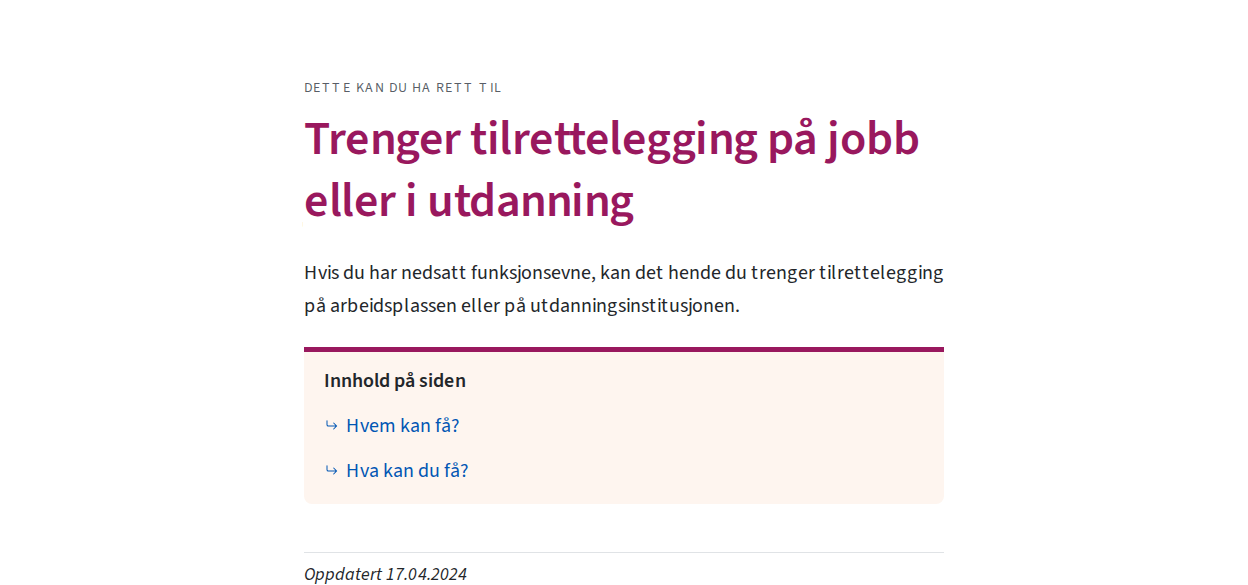 DETTE KAN DU HA RETT TIL
Trenger tilrettelegging på jobb
eller i utdanning
Hvis du har nedsatt funksjonsevne, kan det hende du trenger tilrettelegging
på arbeidsplassen eller på utdanningsinstitusjonen.
Innhold på siden
Hvem kan få?
Hva kan du få?
Oppdatert 17.04.2024